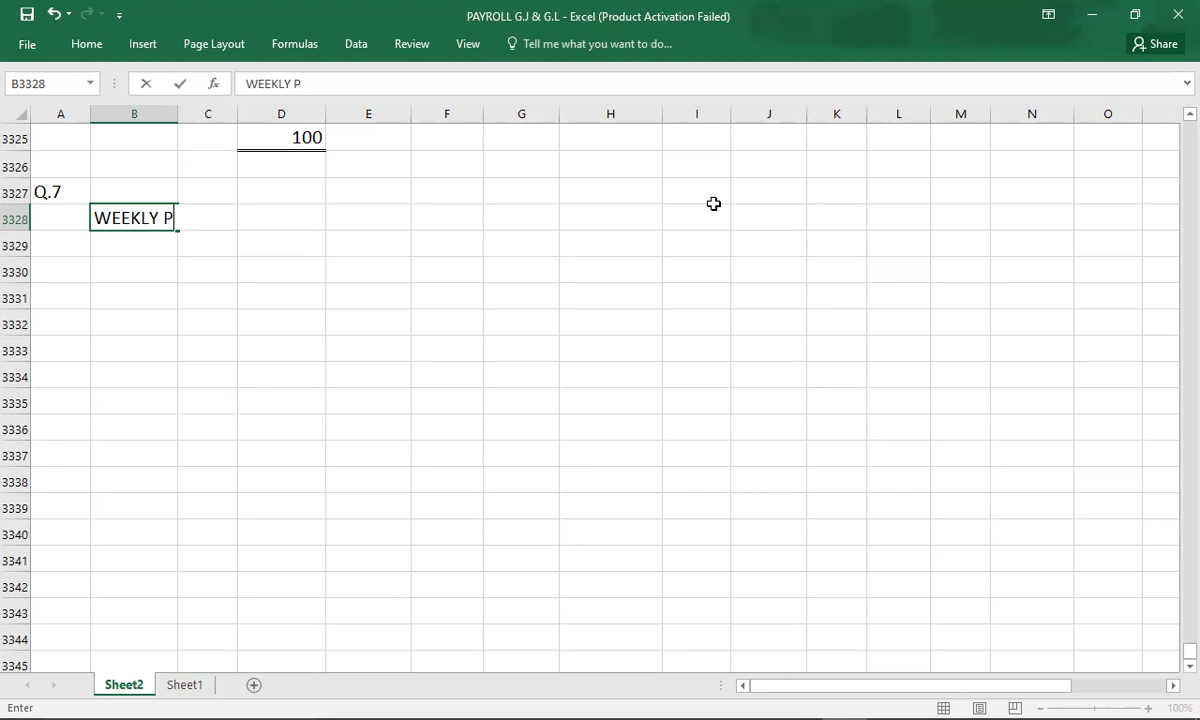 PAYROLL G.J & G.L - Excel (Product Activation Failed)
File Home Insert Page Layout Formulas Data Review View Tell me what you want to do... Share
B3328 fx WEEKLY P
A B C D E F G H I J K L M N O
3325 100
3326
3327 Q.7
3328 WEEKLY P
3329
3330
3331
3332
3333
3334
3335
3336
3337
3338
3339
3340
3341
3342
3343
3344
3345
Sheet2 Sheet1
Enter 100%